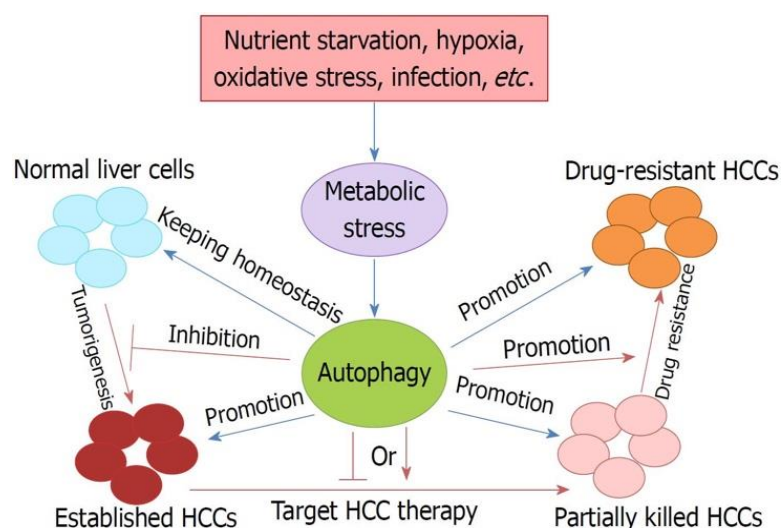 Nutrient starvation, hypoxia,
oxidative stress, infection, etc.
Normal liver cells
Drug-resistant HCCs
Metabolic
stress
Keeping homeostasis
Promotion
Tumorigenesis
Inhibition
Promotion
Drug resistance
Autophagy
Promotion
Promotion
Or
Target HCC therapy
Established HCCs
Partially killed HCCs